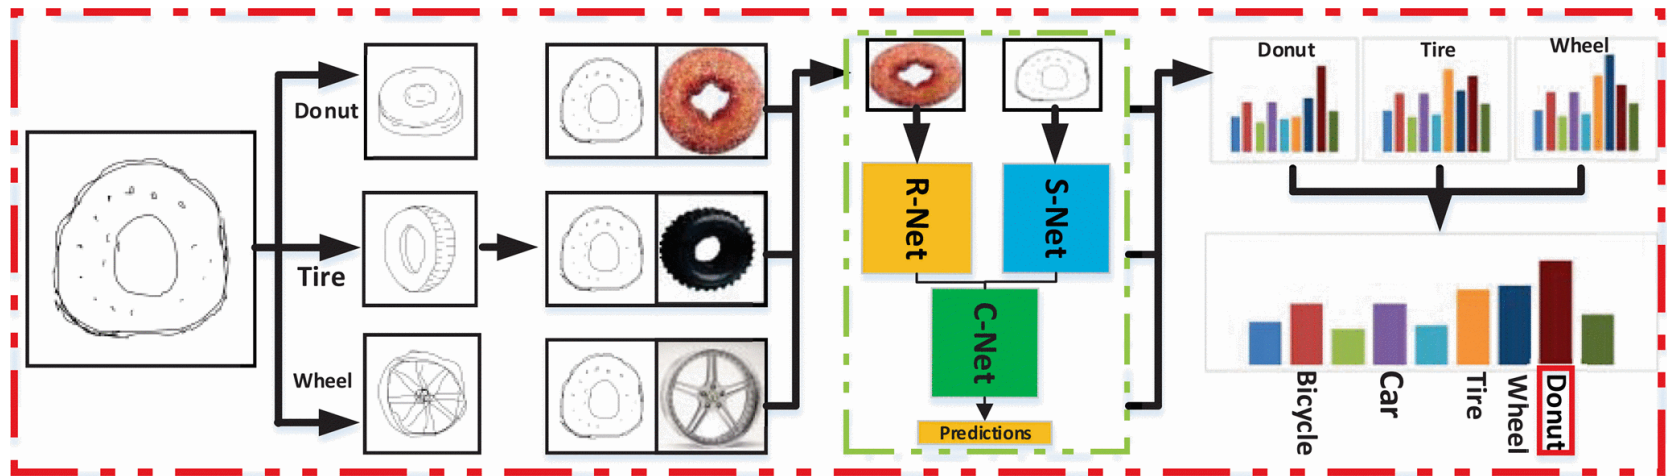 Donut
Tire
Wheel
R-Net
S-Net
C-Net
Predictions
Donut
Tire
Wheel
Bicycle
Car
Tire
Wheel
Donut